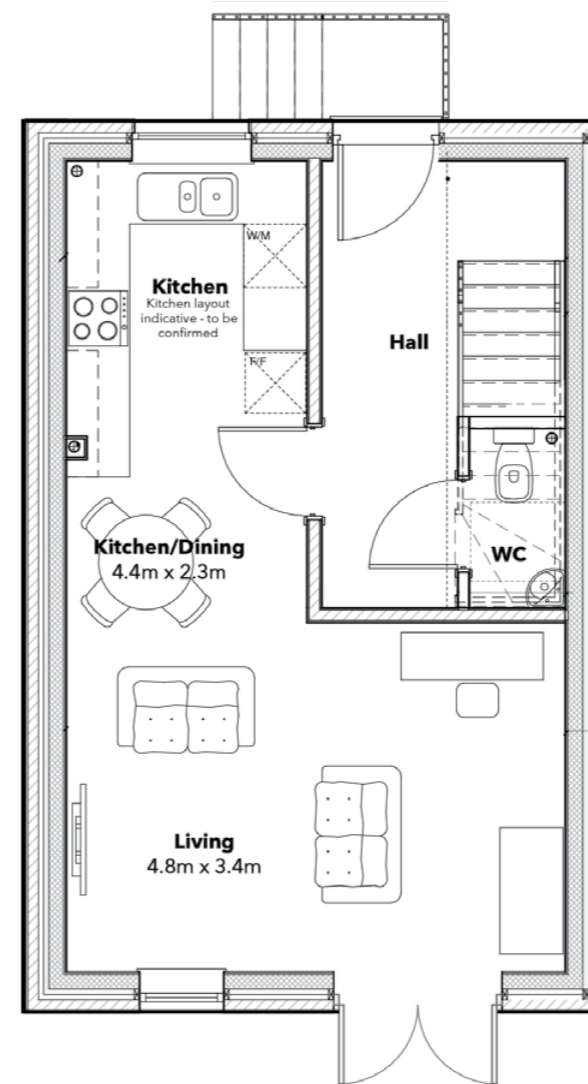 W/M
Kitchen
Kitchen layout
indicative - to be
confirmed
Hall
F/F
Kitchen/Dining
4.4m x 2.3m
WC
Living
4.8m x 3.4m